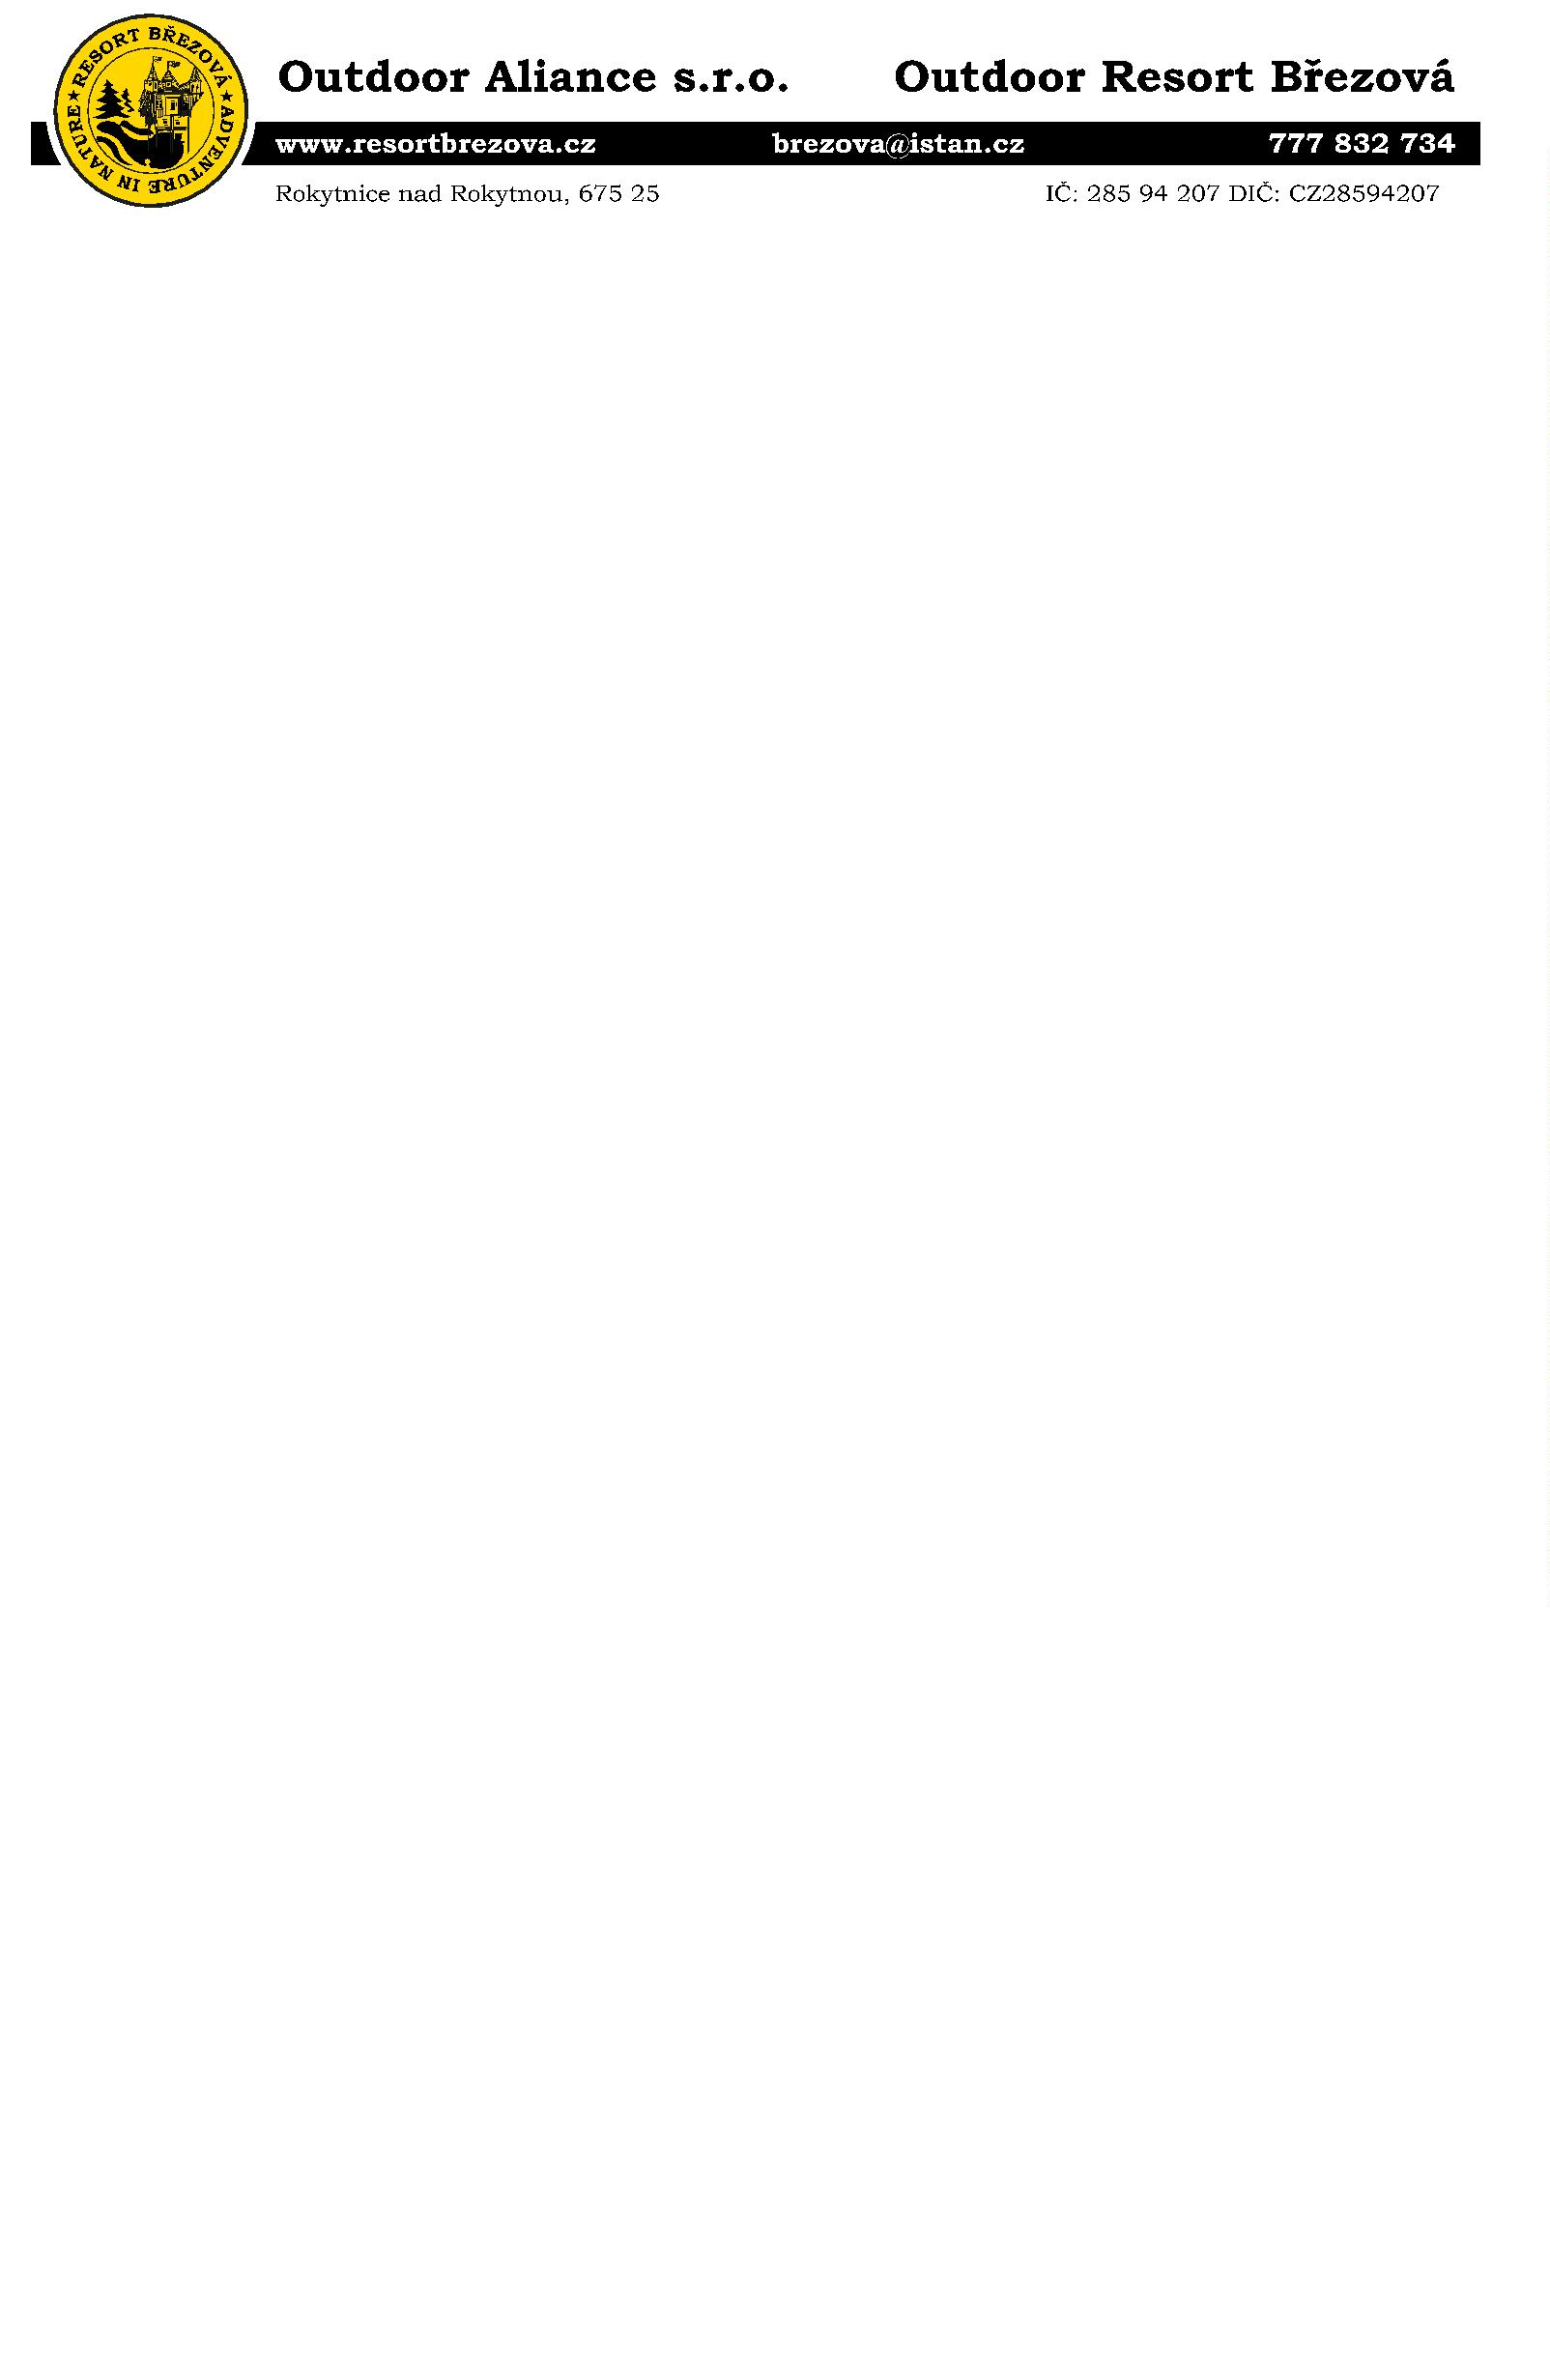 RESORT BŘEZOVÁ ★ ADVENTURE IN NATURE ★
Outdoor Aliance s.r.o. Outdoor Resort Březová
www.resortbrezova.cz brezova@istan.cz 777 832 734
Rokytnice nad Rokytnou, 675 25 IČ: 285 94 207 DIČ: CZ28594207